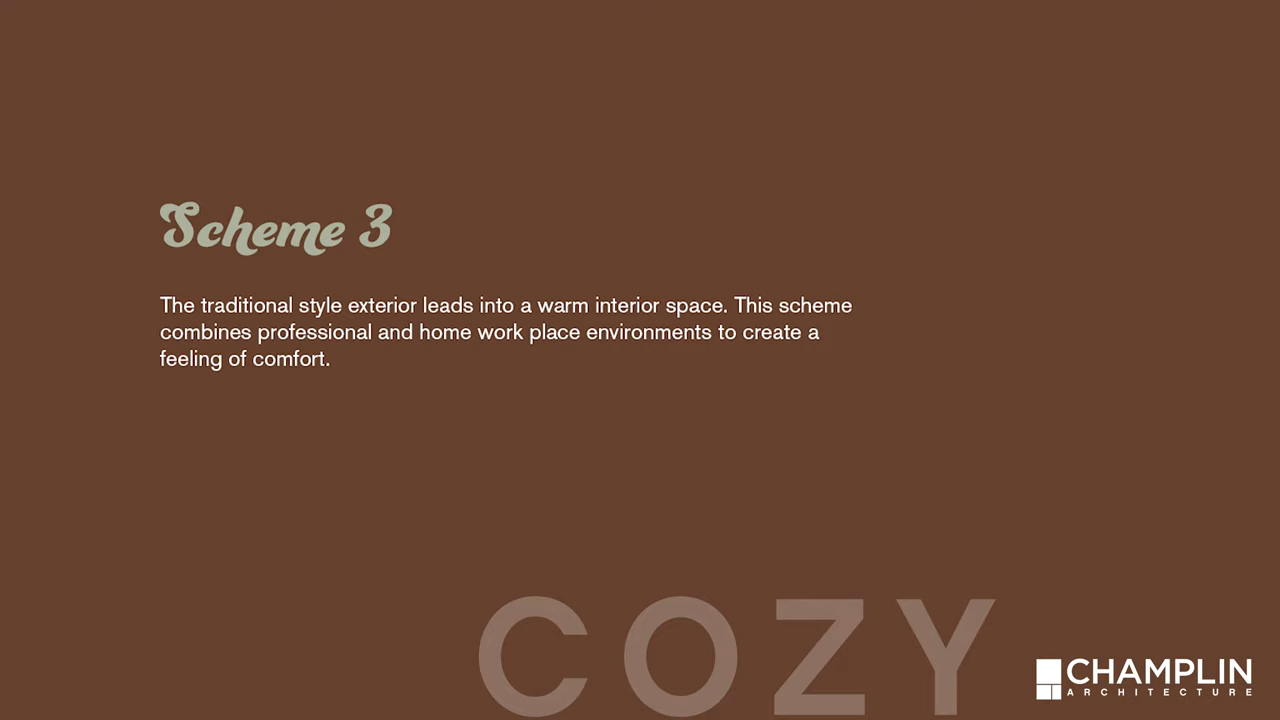 Scheme 3
The traditional style exterior leads into a warm interior space. This scheme
combines professional and home work place environments to create a
feeling of comfort.
COZY
CHAMPLIN
ARCHITECTURE